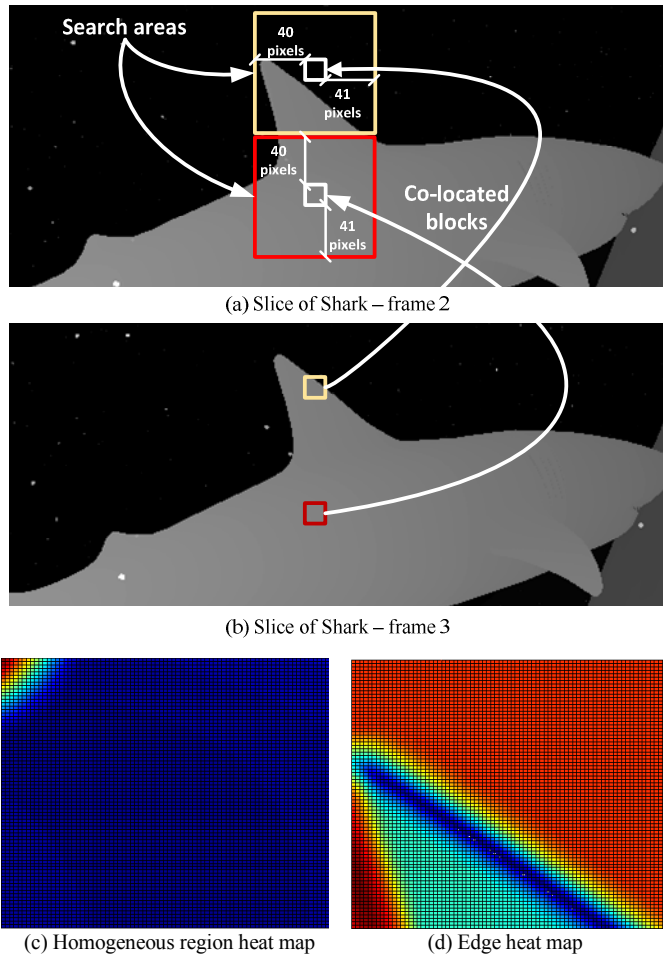 Search areas
40
pixels
41
pixels
40
pixels
Co-located
blocks
41
pixels
(a) Slice of Shark – frame 2
(b) Slice of Shark – frame 3
(c) Homogeneous region heat map
(d) Edge heat map